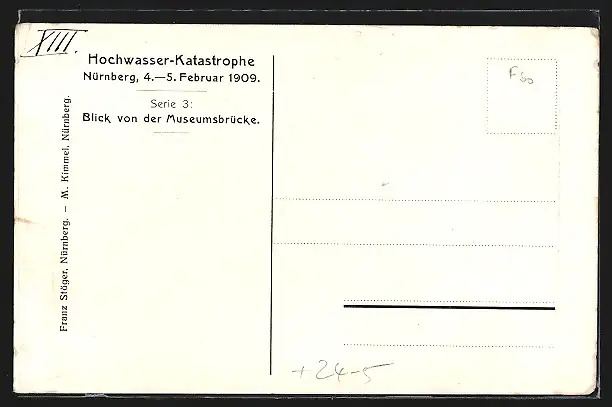 XIII.
Hochwasser-Katastrophe
Nürnberg, 4.—5. Februar 1909.
Serie 3:
Blick von der Museumsbrücke.
Franz Stöger, Nürnberg. — M. Kimmel, Nürnberg.
+24-5